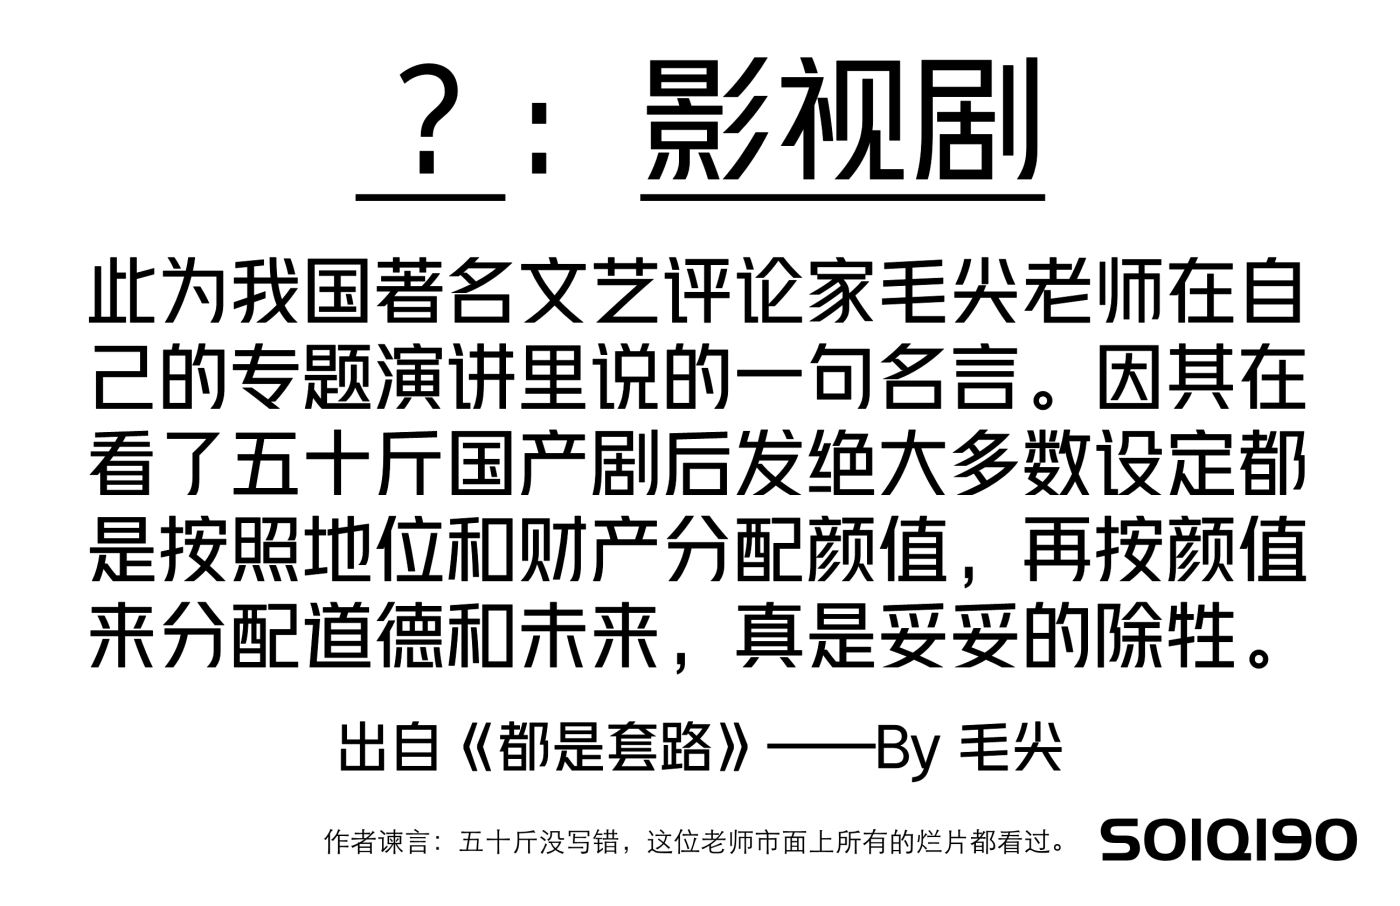 ？：影视剧
此为我国著名文艺评论家毛尖老师在自
己的专题演讲里说的一句名言。因其在
看了五十斤国产剧后发绝大多数设定都
是按照地位和财产分配颜值，再按颜值
来分配道德和未来，真是妥妥的除牲。
出自《都是套路》——By 毛尖
作者谏言：五十斤没写错，这位老师市面上所有的烂片都看过。
SOIQI90